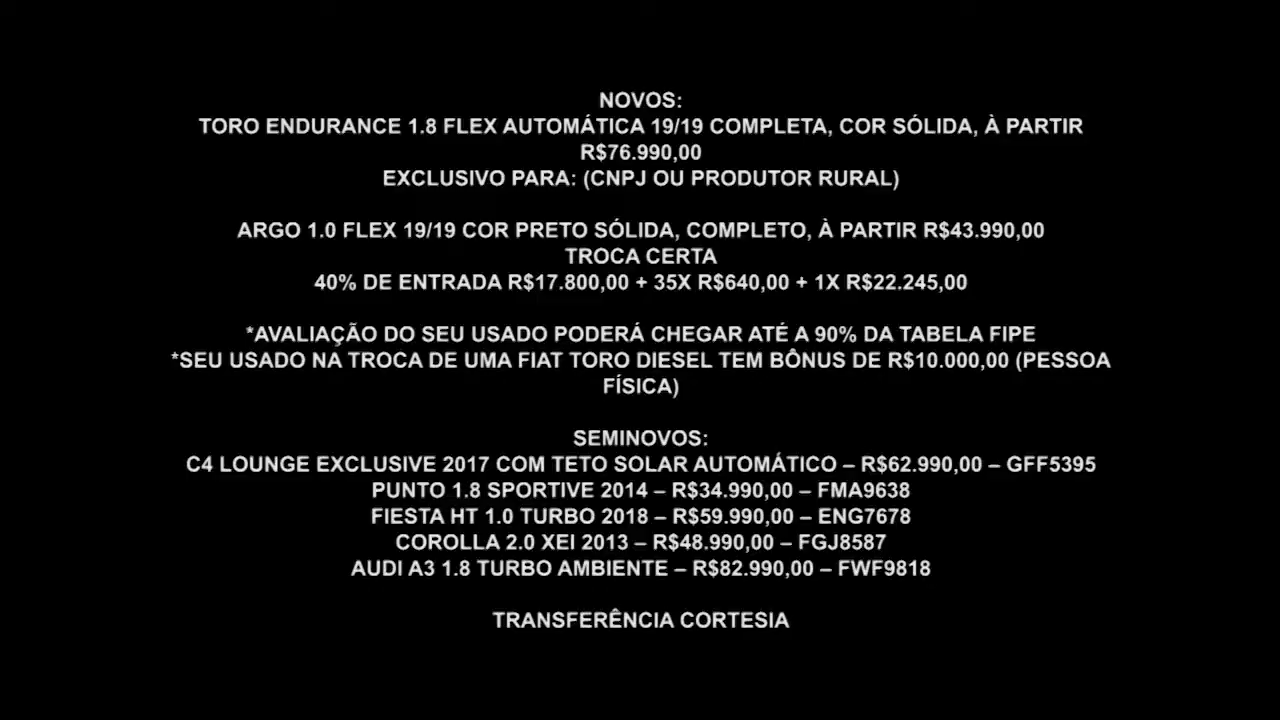 NOVOS:
TORO ENDURANCE 1.8 FLEX AUTOMÁTICA 19/19 COMPLETA, COR SÓLIDA, À PARTIR
R$76.990,00
EXCLUSIVO PARA: (CNPJ OU PRODUTOR RURAL)
ARGO 1.0 FLEX 19/19 COR PRETO SÓLIDA, COMPLETO, À PARTIR R$43.990,00
TROCA CERTA
40% DE ENTRADA R$17.800,00 + 35X R$640,00 + 1X R$22.245,00
*AVALIAÇÃO DO SEU USADO PODERÁ CHEGAR ATÉ A 90% DA TABELA FIPE
*SEU USADO NA TROCA DE UMA FIAT TORO DIESEL TEM BÔNUS DE R$10.000,00 (PESSOA
FÍSICA)
SEMINOVOS:
C4 LOUNGE EXCLUSIVE 2017 COM TETO SOLAR AUTOMÁTICO – R$62.990,00 – GFF5395
PUNTO 1.8 SPORTIVE 2014 – R$34.990,00 – FMA9638
FIESTA HT 1.0 TURBO 2018 – R$59.990,00 – ENG7678
COROLLA 2.0 XEI 2013 – R$48.990,00 – FGJ8587
AUDI A3 1.8 TURBO AMBIENTE – R$82.990,00 – FWF9818
TRANSFERÊNCIA CORTESIA